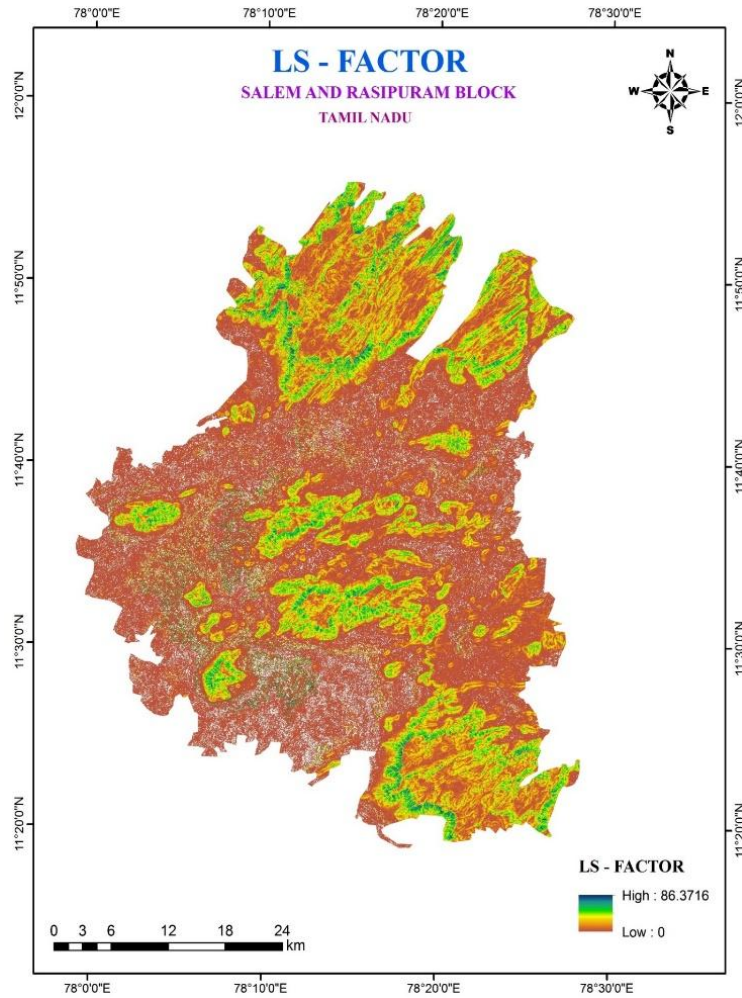 78°0'0"E 78°10'0"E 78°20'0"E 78°30'0"E
LS - FACTOR
SALEM AND RASIPURAM BLOCK
TAMIL NADU
N
W E
S
12°0'0"N 12°0'0"N
11°50'0"N 11°50'0"N
11°40'0"N 11°40'0"N
11°30'0"N 11°30'0"N
11°20'0"N 11°20'0"N
LS - FACTOR
High : 86.3716
Low : 0
0 3 6 12 18 24
km
78°0'0"E 78°10'0"E 78°20'0"E 78°30'0"E